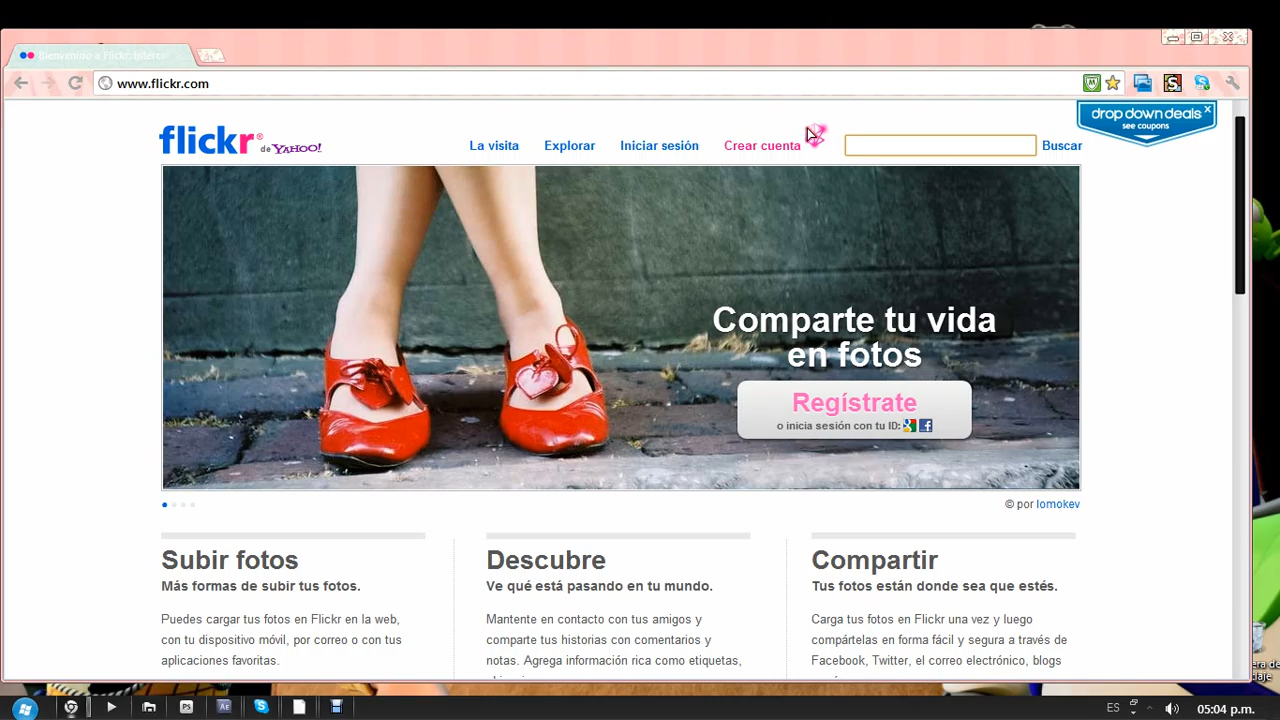 Bienvenido a Flickr: Interc
www.flickr.com
drop down deals x
see coupons
flickr® de YAHOO!
La visita Explorar Iniciar sesión Crear cuenta Buscar
Comparte tu vida
en fotos
Regístrate
o inicia sesión con tu ID:
© por lomokev
Subir fotos
Más formas de subir tus fotos.
Puedes cargar tus fotos en Flickr en la web,
con tu dispositivo móvil, por correo o con tus
aplicaciones favoritas.
Descubre
Ve qué está pasando en tu mundo.
Mantente en contacto con tus amigos y
comparte tus historias con comentarios y
notas. Agrega información rica como etiquetas,
Compartir
Tus fotos están donde sea que estés.
Carga tus fotos en Flickr una vez y luego
compártelas en forma fácil y segura a través de
Facebook, Twitter, el correo electrónico, blogs
PS AE ES 05:04 p.m.